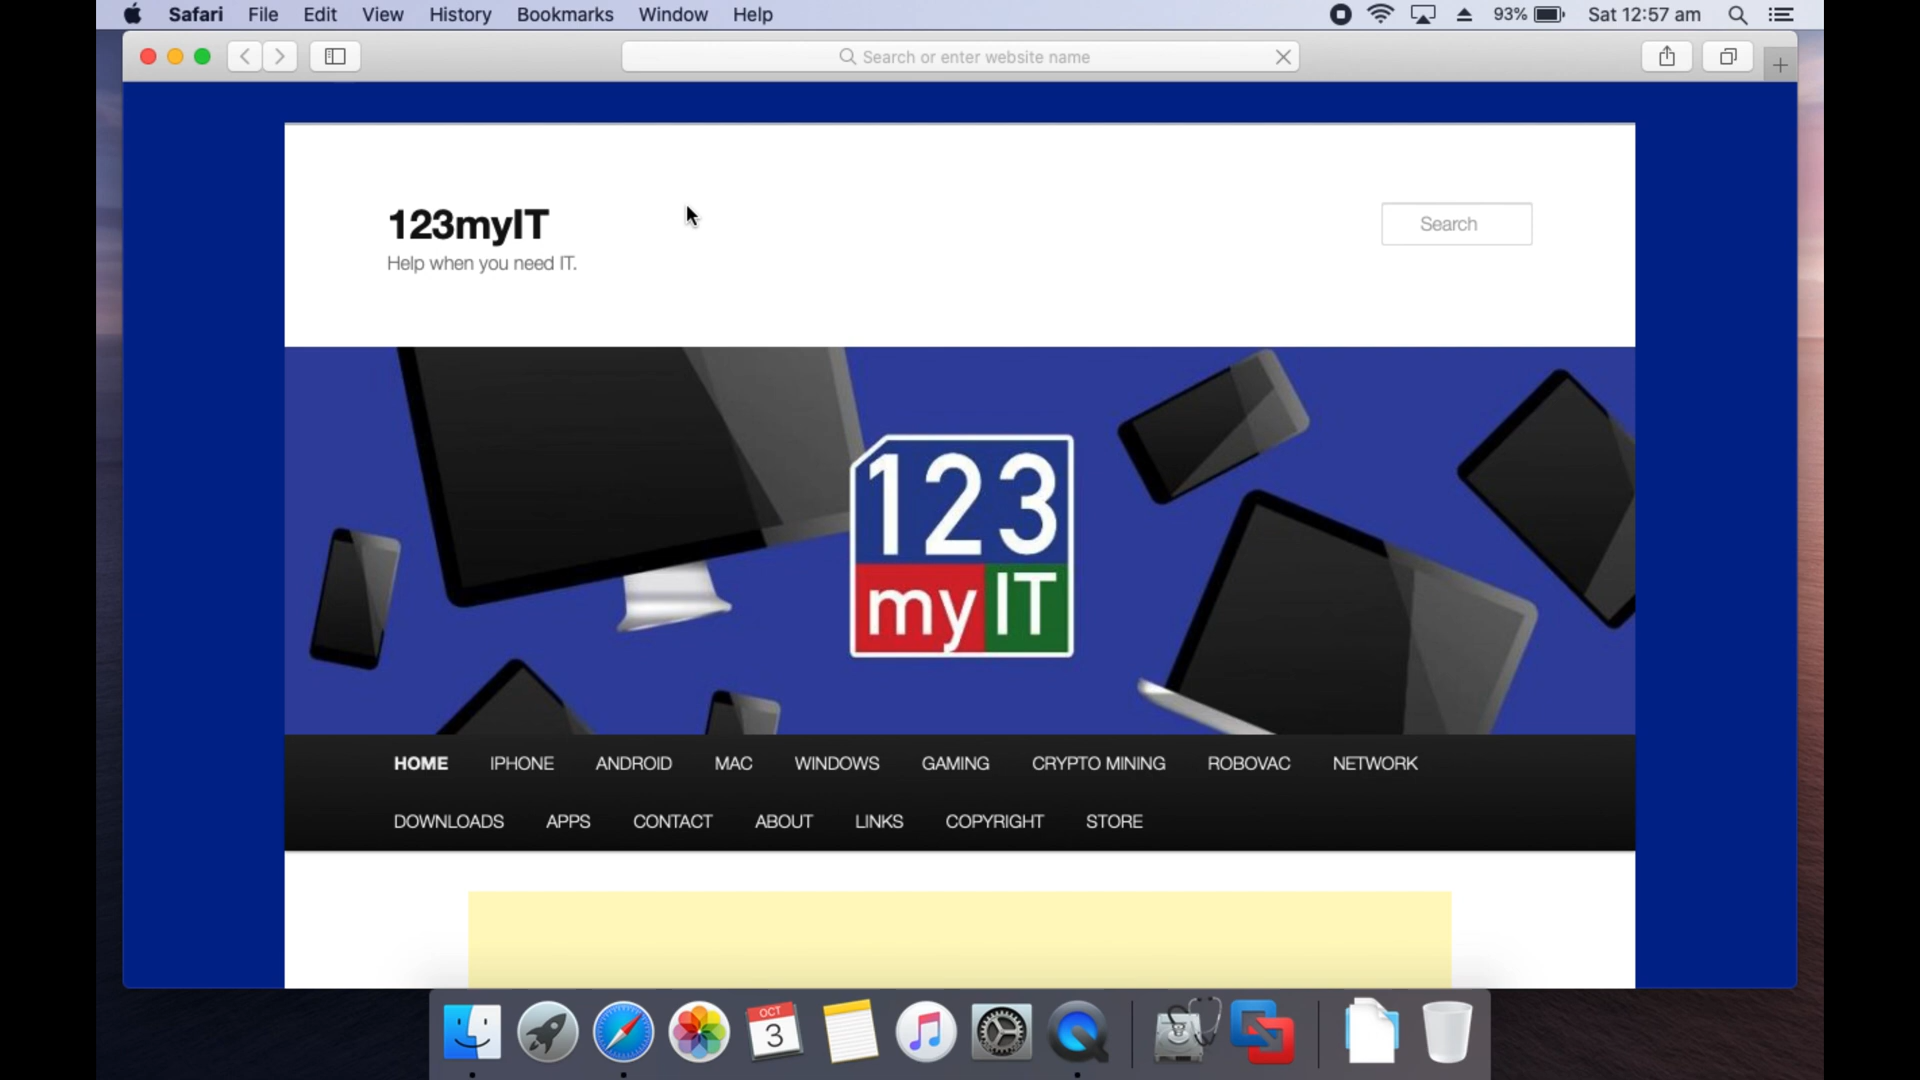 Safari File Edit View History Bookmarks Window Help 93% Sat 12:57 am
Search or enter website name
123myIT
Search
Help when you need IT.
123
myIT
HOME IPHONE ANDROID MAC WINDOWS GAMING CRYPTO MINING ROBOVAC NETWORK
DOWNLOADS APPS CONTACT ABOUT LINKS COPYRIGHT STORE
OCT
3